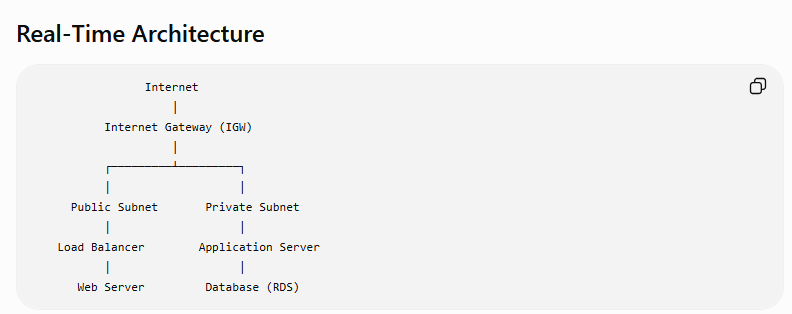 Real-Time Architecture
Internet
Internet Gateway (IGW)
Public Subnet Private Subnet
Load Balancer Application Server
Web Server Database (RDS)